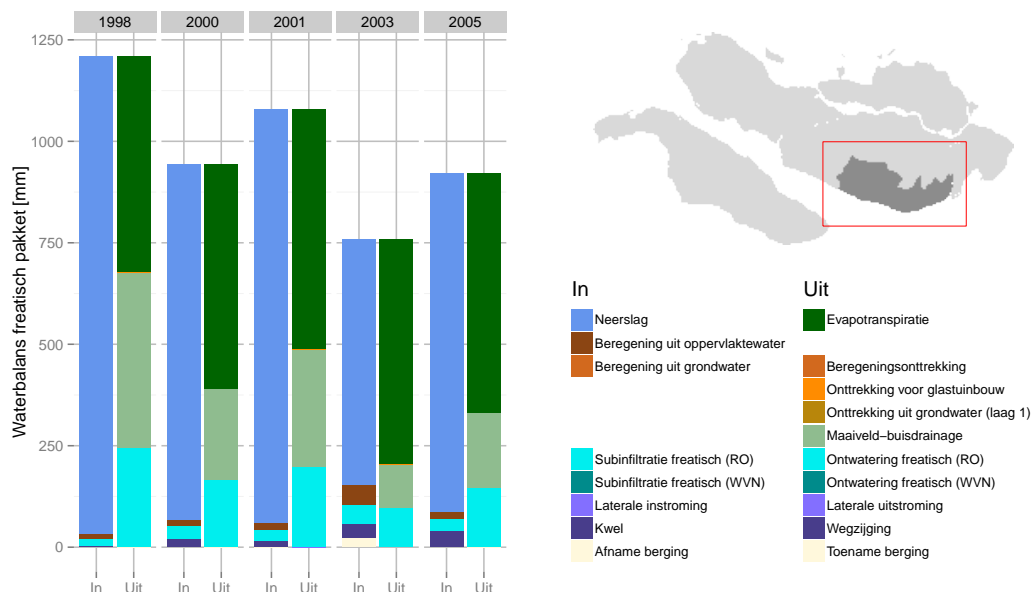 1998 2000 2001 2003 2005
Waterbalans freatisch pakket [mm]
1250
1000
750
500
250
0
In Uit In Uit In Uit In Uit In Uit
In
Neerslag
Beregening uit oppervlaktewater
Beregening uit grondwater
Subinfiltratie freatisch (RO)
Subinfiltratie freatisch (WVN)
Laterale instroming
Kwel
Afname berging
Uit
Evapotranspiratie
Beregeningsonttrekking
Onttrekking voor glastuinbouw
Onttrekking uit grondwater (laag 1)
Maaiveld−buisdrainage
Ontwatering freatisch (RO)
Ontwatering freatisch (WVN)
Laterale uitstroming
Wegzijging
Toename berging